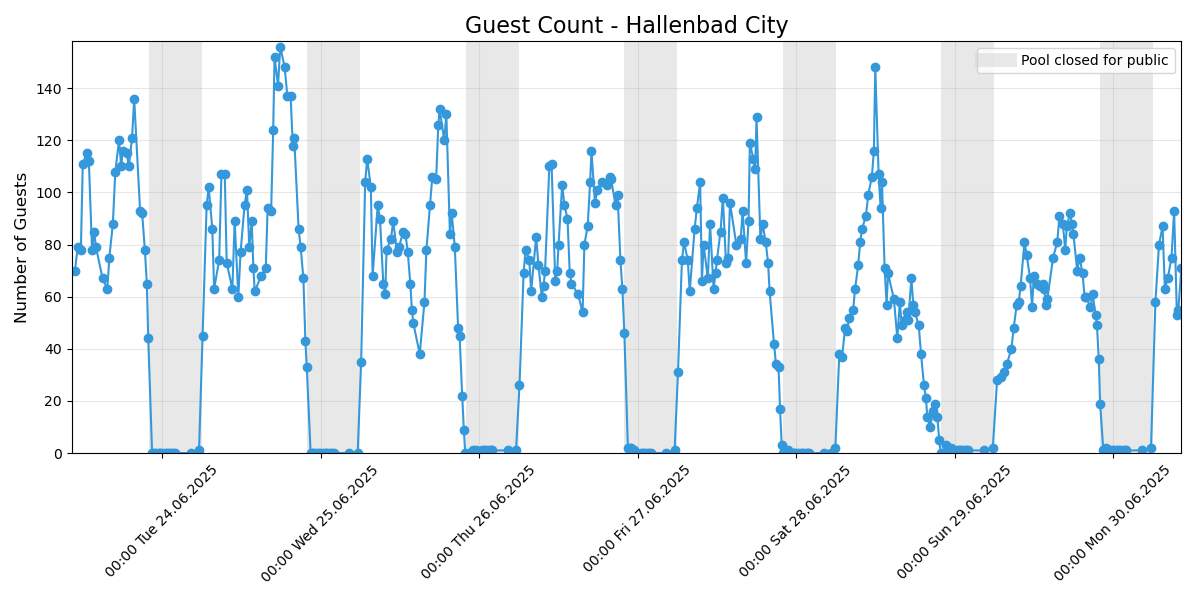 Guest Count - Hallenbad City
Pool closed for public
Number of Guests
140
120
100
80
60
40
20
0
00:00 Tue 24.06.2025
00:00 Wed 25.06.2025
00:00 Thu 26.06.2025
00:00 Fri 27.06.2025
00:00 Sat 28.06.2025
00:00 Sun 29.06.2025
00:00 Mon 30.06.2025